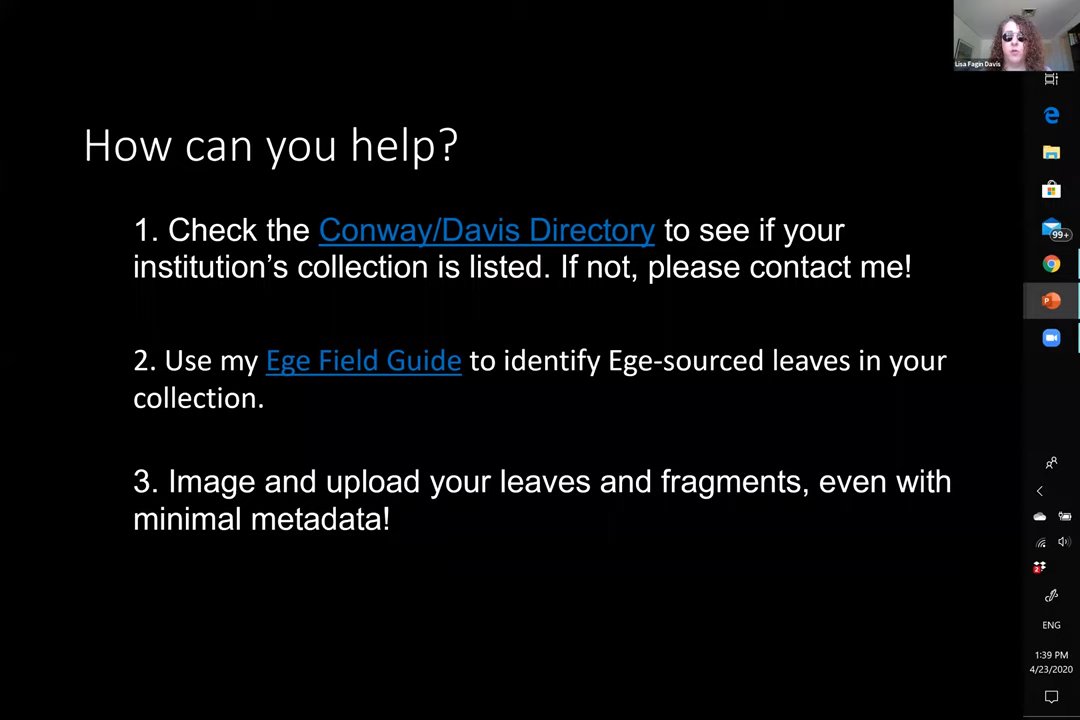 Lisa Fagin Davis
How can you help?
1. Check the Conway/Davis Directory to see if your
institution’s collection is listed. If not, please contact me!
2. Use my Ege Field Guide to identify Ege-sourced leaves in your
collection.
3. Image and upload your leaves and fragments, even with
minimal metadata!
99+
P
2
ENG
1:39 PM
4/23/2020